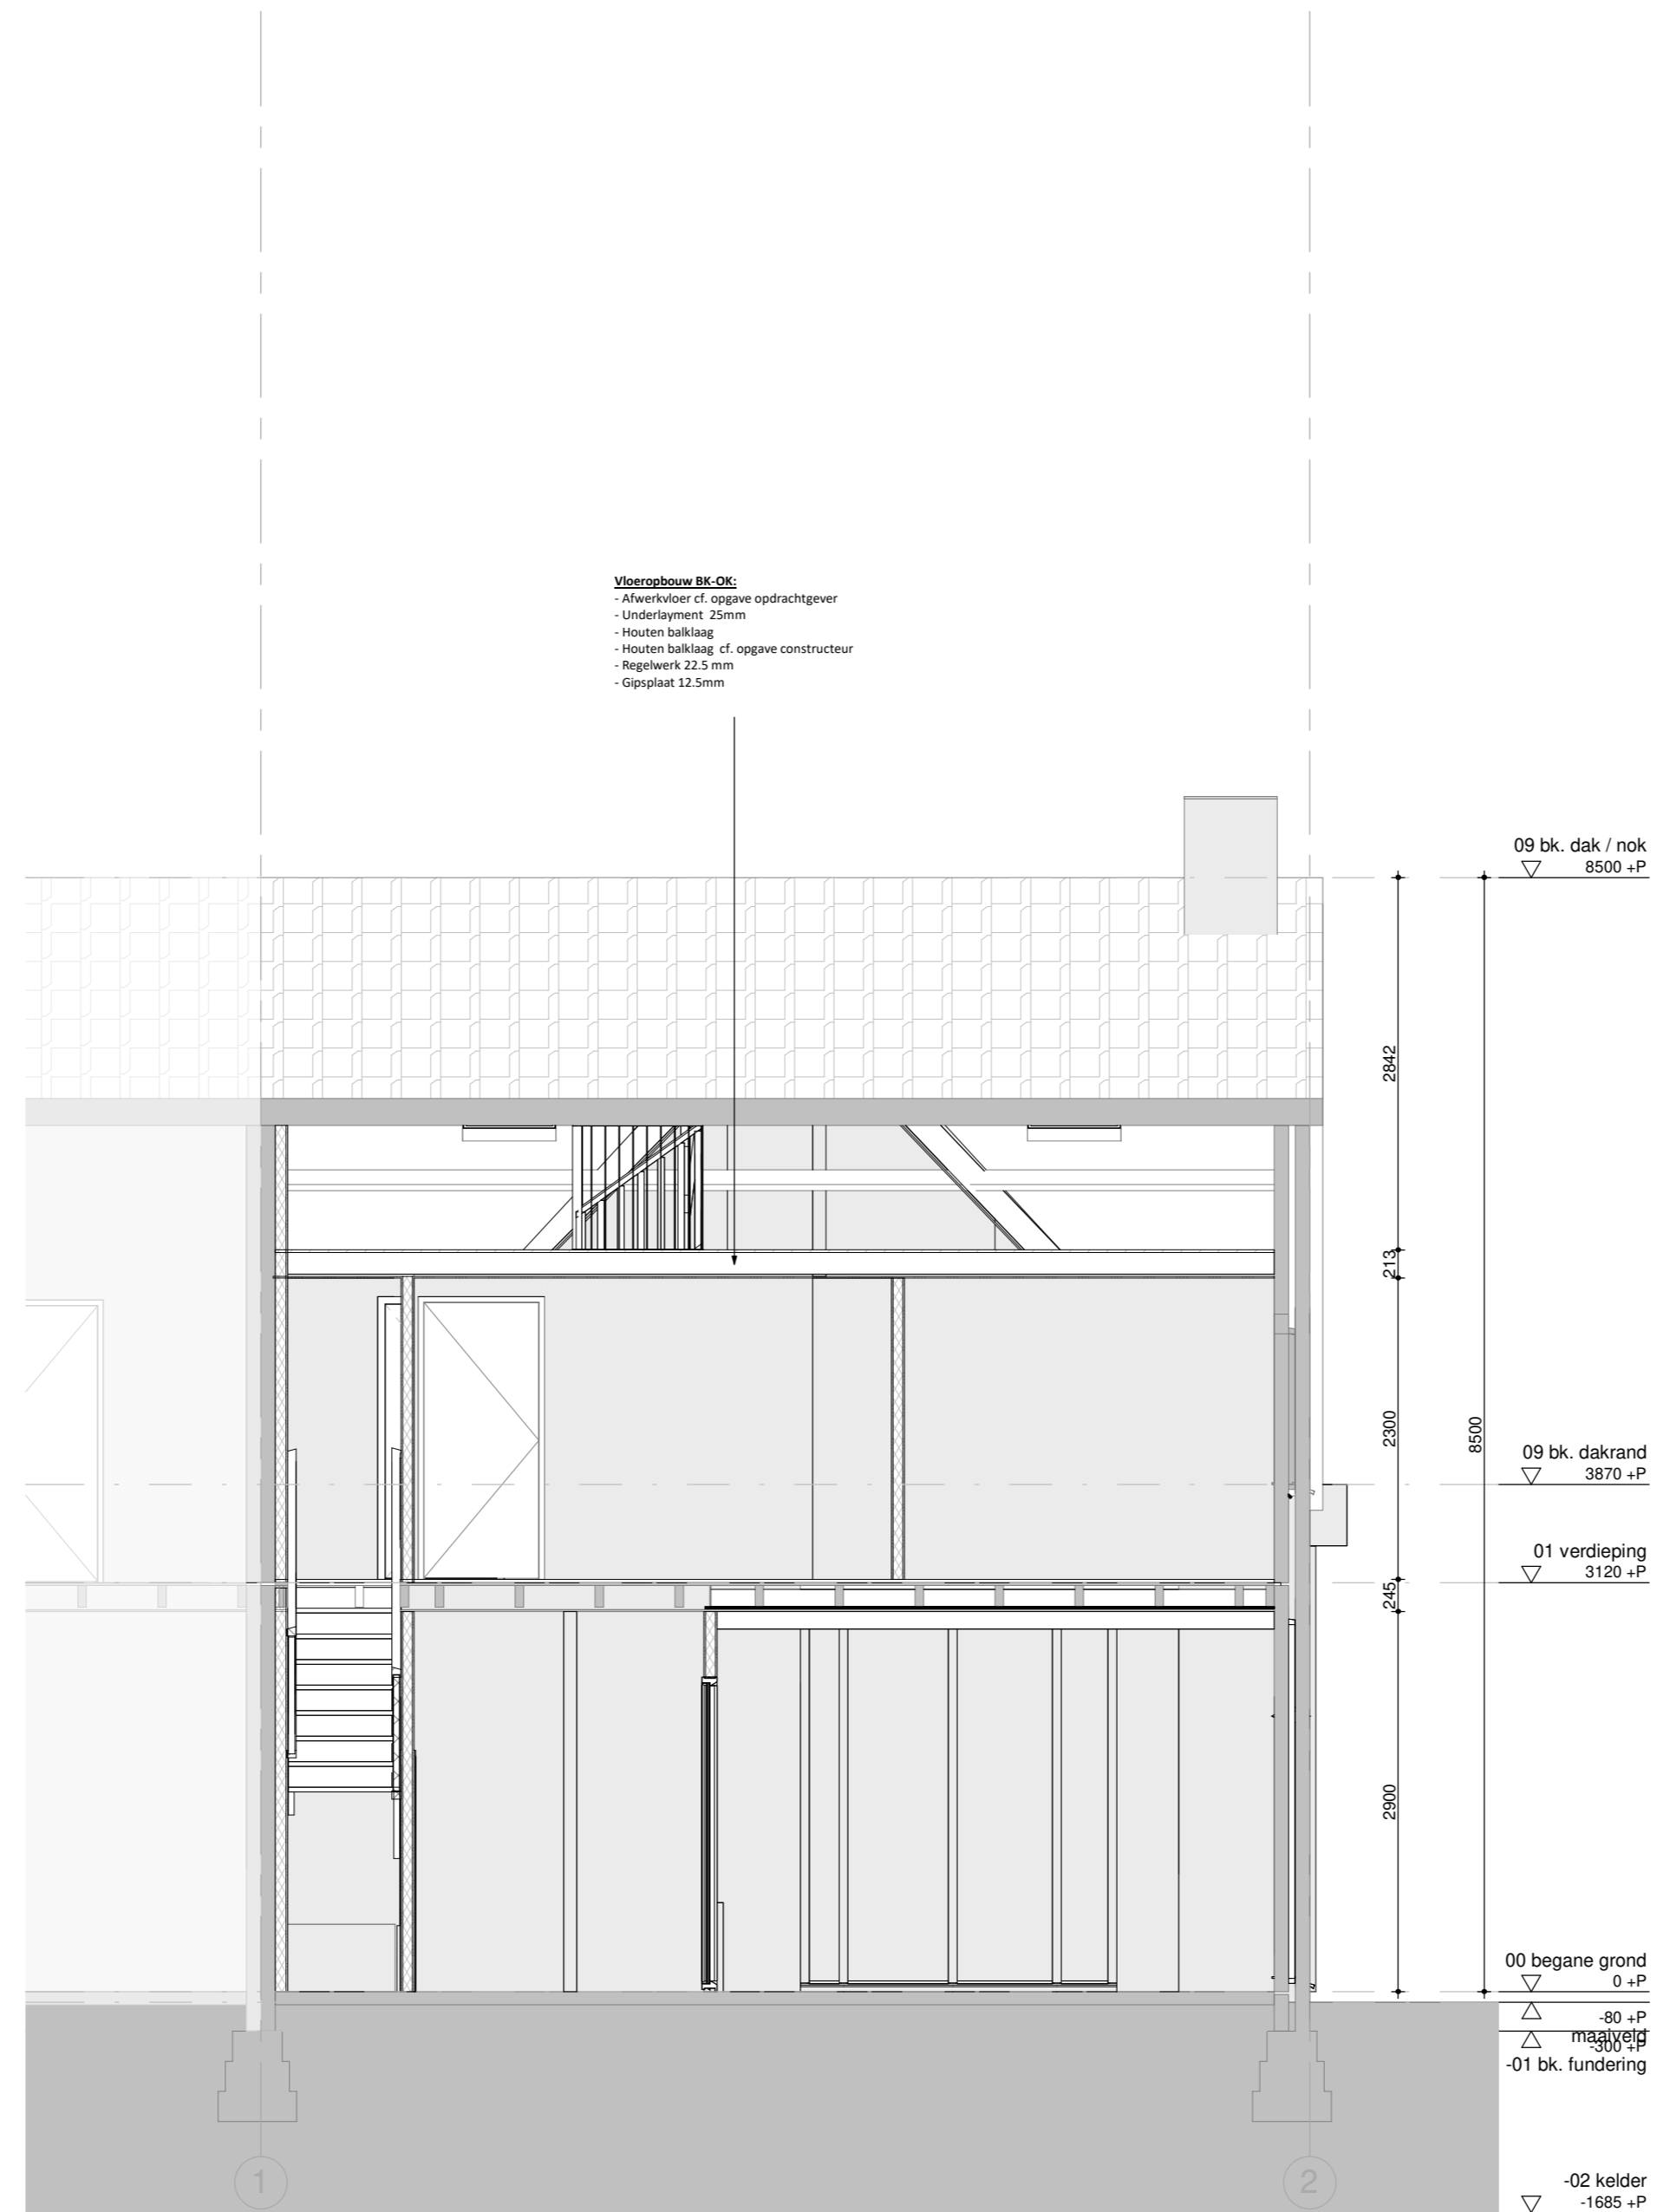 Vloeropbouw BK-OK:
- Afwerkvloer cf. opgave opdrachtgever
- Underlayment 25mm
- Houten balklaag
- Houten balklaag cf. opgave constructeur
- Regelwerk 22.5 mm
- Gipsplaat 12.5mm
09 bk. dak / nok
8500 +P
2842
213
2300
8500
09 bk. dakrand
3870 +P
01 verdieping
3120 +P
245
2900
00 begane grond
0 +P
-80 +P
maaiveld
-300 +P
-01 bk. fundering
1
2
-02 kelder
-1685 +P